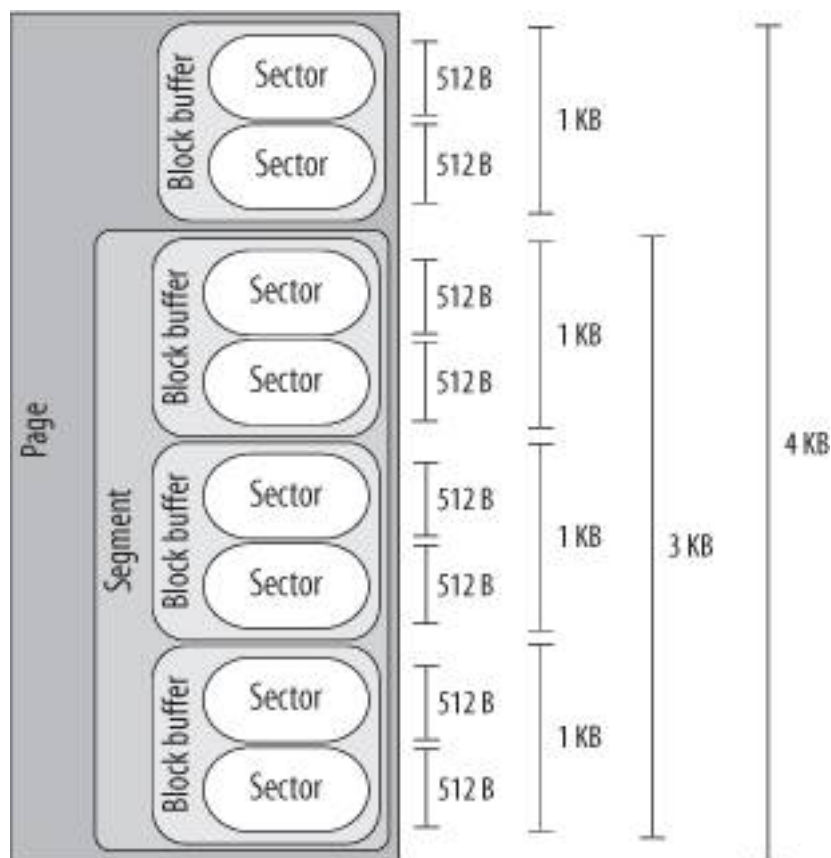 Page
Segment
Block buffer
Sector
512 B
Sector
512 B
1 KB
Block buffer
Sector
512 B
Sector
512 B
1 KB
Block buffer
Sector
512 B
Sector
512 B
1 KB
Block buffer
Sector
512 B
Sector
512 B
1 KB
3 KB
4 KB